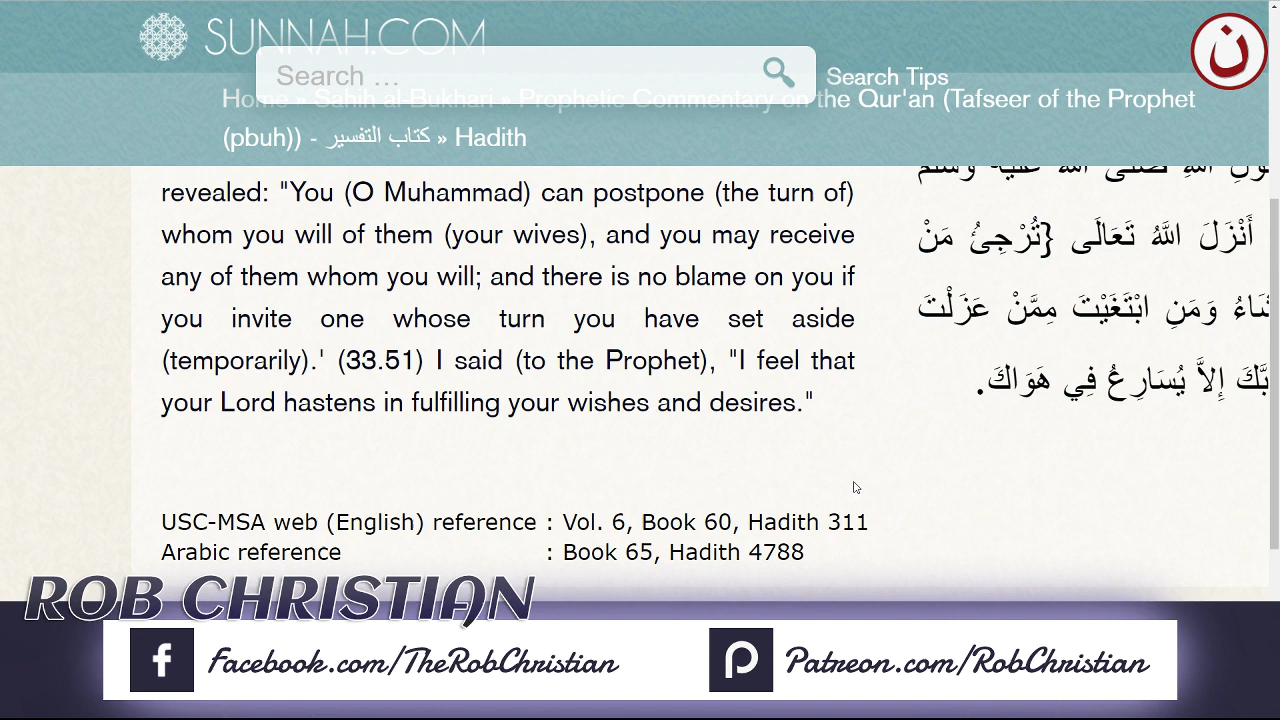 SUNNAH.COM
Search ...
Search Tips
Home » Sahih al-Bukhari » Prophetic Commentary on the Qur'an (Tafseer of the Prophet
(pbuh)) - كتاب التفسير » Hadith
ن
revealed: "You (O Muhammad) can postpone (the turn of)
whom you will of them (your wives), and you may receive
any of them whom you will; and there is no blame on you if
you invite one whose turn you have set aside
(temporarily).' (33.51) I said (to the Prophet), "I feel that
your Lord hastens in fulfilling your wishes and desires."
أَنْزَلَ اللَّهُ تَعَالَى {تُرْجِئُ مَنْ
وَمَنِ ابْتَغَيْتَ مِمَّنْ عَزَلْتَ
إِلاَّ يُسَارِعُ فِي هَوَاكَ.
USC-MSA web (English) reference : Vol. 6, Book 60, Hadith 311
Arabic reference : Book 65, Hadith 4788
ROB CHRISTIAN
Facebook.com/TheRobChristian
Patreon.com/RobChristian